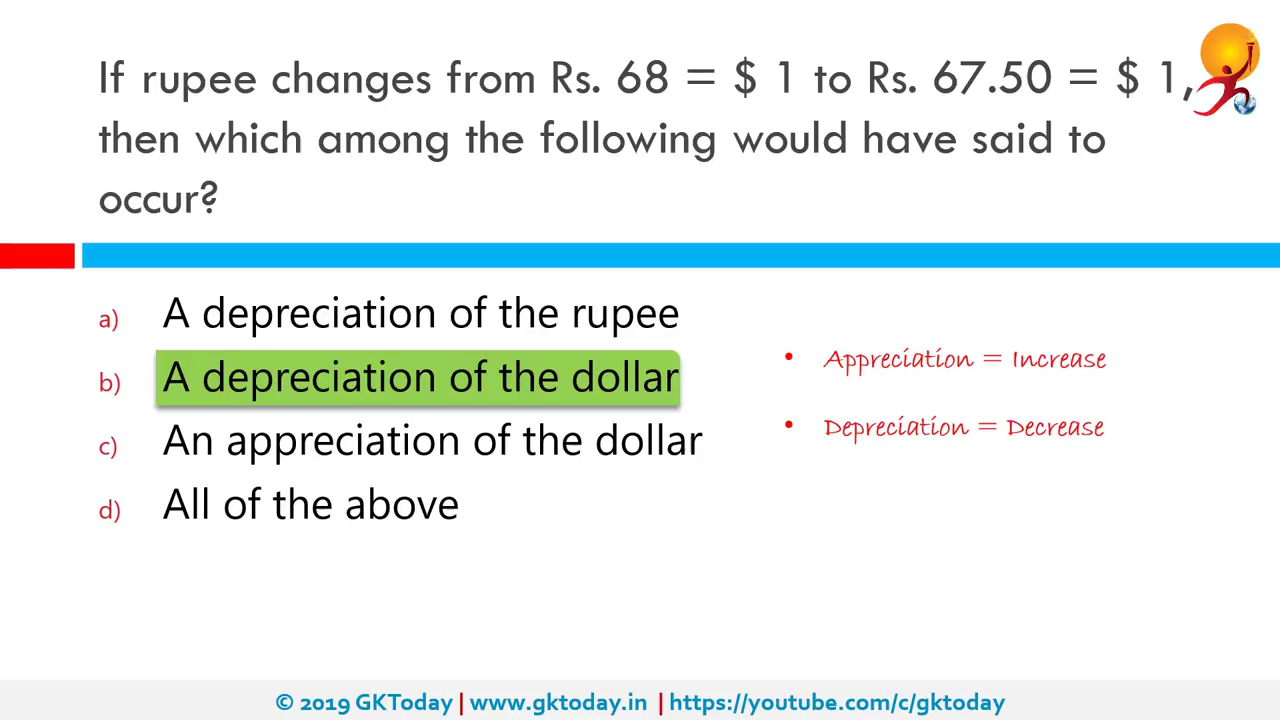 If rupee changes from Rs. 68 = $ 1 to Rs. 67.50 = $ 1,
then which among the following would have said to
occur?
a) A depreciation of the rupee
b) A depreciation of the dollar
c) An appreciation of the dollar
d) All of the above
• Appreciation = Increase
• Depreciation = Decrease
© 2019 GKToday | www.gktoday.in | https://youtube.com/c/gktoday